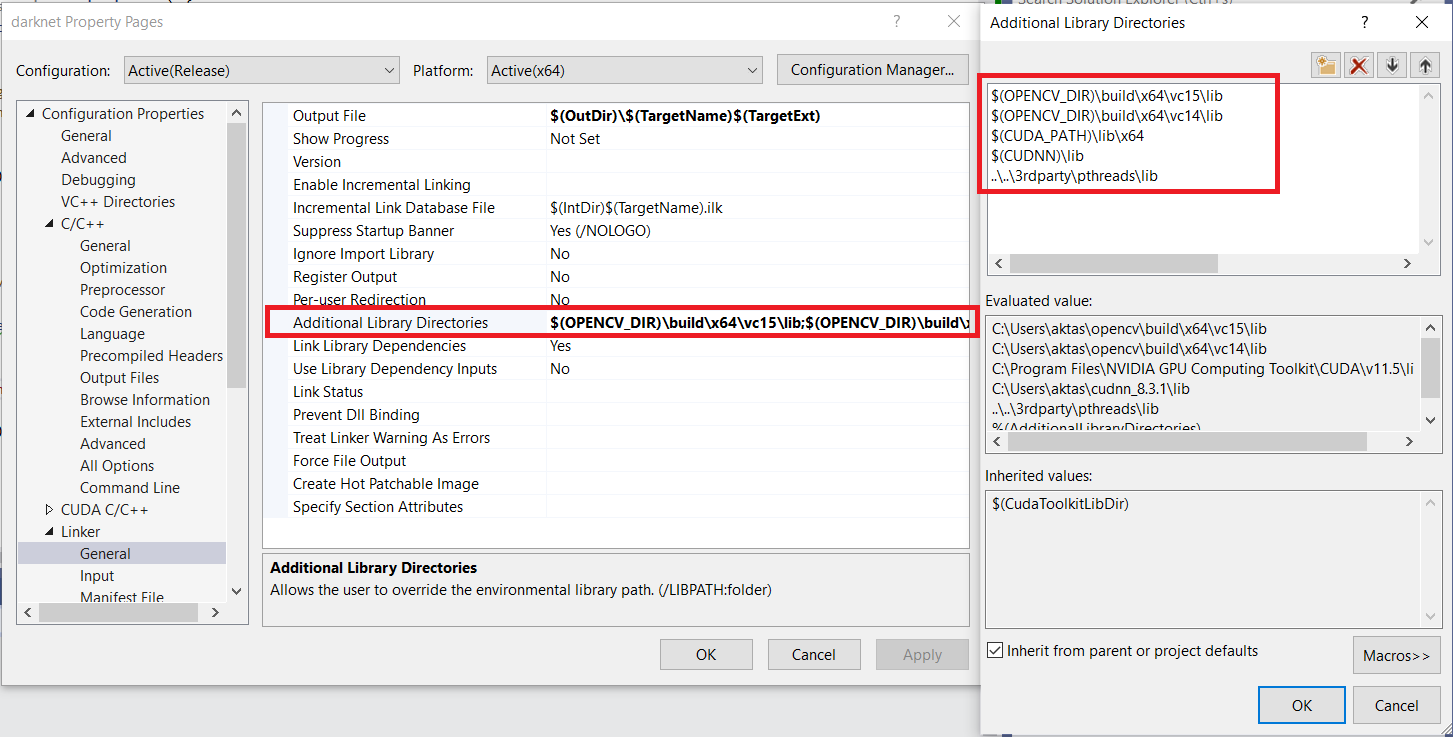 Search Solution Explorer (Ctrl+ş)
darknet Property Pages
?
Configuration:
Active(Release)
Platform:
Active(x64)
Configuration Manager...
Configuration Properties
General
Advanced
Debugging
VC++ Directories
C/C++
General
Optimization
Preprocessor
Code Generation
Language
Precompiled Headers
Output Files
Browse Information
External Includes
Advanced
All Options
Command Line
CUDA C/C++
Linker
General
Input
Manifest File
Output File $(OutDir)\$(TargetName)$(TargetExt)
Show Progress Not Set
Version
Enable Incremental Linking
Incremental Link Database File $(IntDir)$(TargetName).ilk
Suppress Startup Banner Yes (/NOLOGO)
Ignore Import Library No
Register Output No
Per-user Redirection No
Additional Library Directories $(OPENCV_DIR)\build\x64\vc15\lib;$(OPENCV_DIR)\build\x
Link Library Dependencies Yes
Use Library Dependency Inputs No
Link Status
Prevent Dll Binding
Treat Linker Warning As Errors
Force File Output
Create Hot Patchable Image
Specify Section Attributes
Additional Library Directories
Allows the user to override the environmental library path. (/LIBPATH:folder)
OK
Cancel
Apply
Additional Library Directories
?
$(OPENCV_DIR)\build\x64\vc15\lib
$(OPENCV_DIR)\build\x64\vc14\lib
$(CUDA_PATH)\lib\x64
$(CUDNN)\lib
..\..\3rdparty\pthreads\lib
Evaluated value:
C:\Users\aktas\opencv\build\x64\vc15\lib
C:\Users\aktas\opencv\build\x64\vc14\lib
C:\Program Files\NVIDIA GPU Computing Toolkit\CUDA\v11.5\li
C:\Users\aktas\cudnn_8.3.1\lib
..\..\3rdparty\pthreads\lib
%(AdditionalLibraryDirectories)
Inherited values:
$(CudaToolkitLibDir)
Inherit from parent or project defaults
Macros>>
OK
Cancel